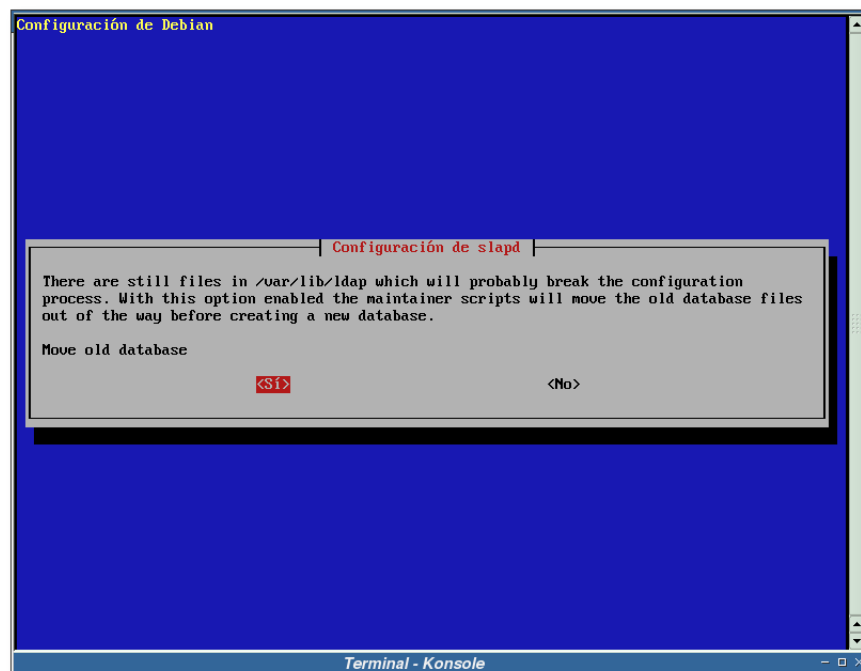 Configuración de Debian
Configuración de slapd
There are still files in /var/lib/ldap which will probably break the configuration
process. With this option enabled the maintainer scripts will move the old database files
out of the way before creating a new database.
Move old database
<Sí> <No>
Terminal - Konsole